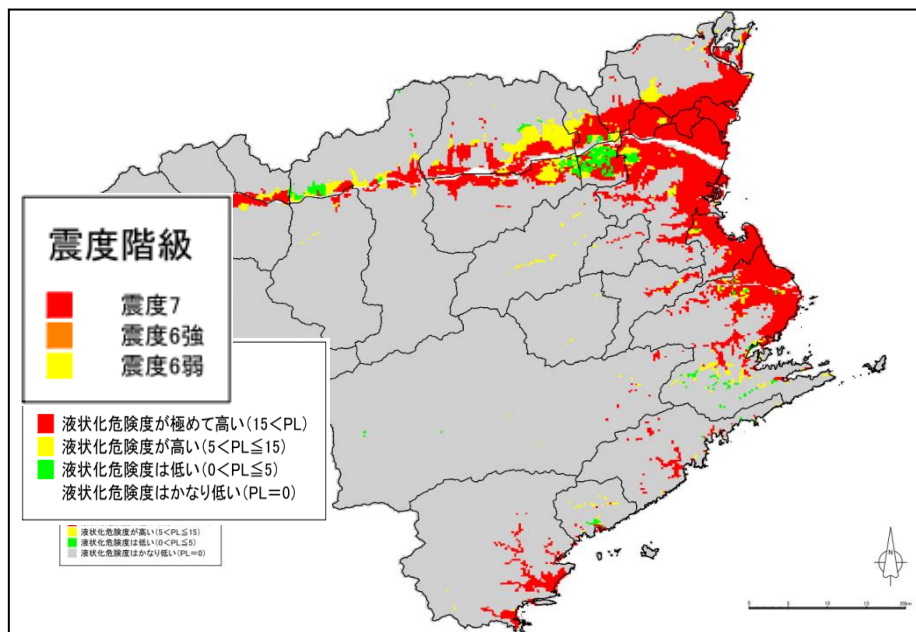 震度階級
震度7
震度6強
震度6弱
液状化危険度が極めて高い(15<PL)
液状化危険度が高い(5<PL≦15)
液状化危険度は低い(0<PL≦5)
液状化危険度はかなり低い(PL=0)
液状化危険度が高い(5<PL≦15)
液状化危険度は低い(0<PL≦5)
液状化危険度はかなり低い(PL=0)
N
0 5 10 15 20km